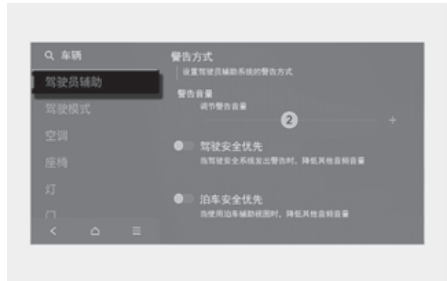 车辆
驾驶员辅助
驾驶模式
空调
座椅
灯
门
警告方式
设置驾驶员辅助系统的警告方式
警告音量
调节警告音量
2
+
驾驶安全优先
当驾驶安全系统发出警告时，降低其他音频音量
泊车安全优先
当使用泊车辅助视图时，降低其他音频音量